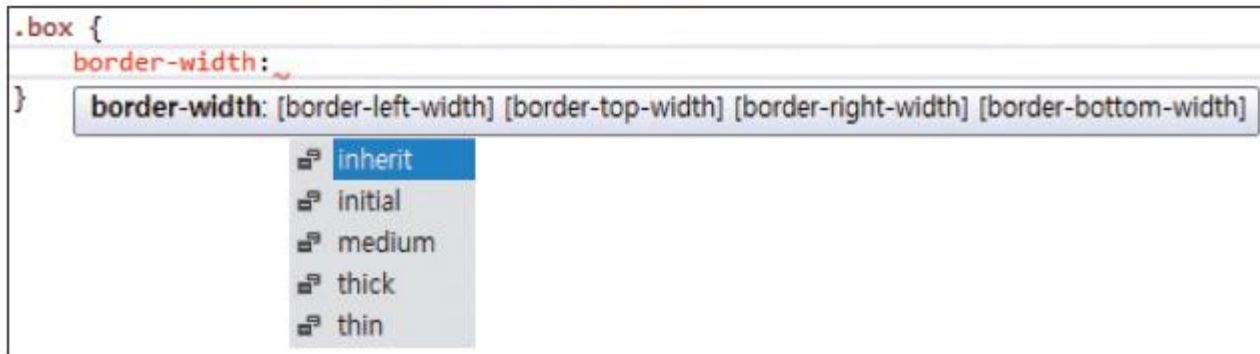 .box {
border-width:
}
border-width: [border-left-width] [border-top-width] [border-right-width] [border-bottom-width]
inherit
initial
medium
thick
thin